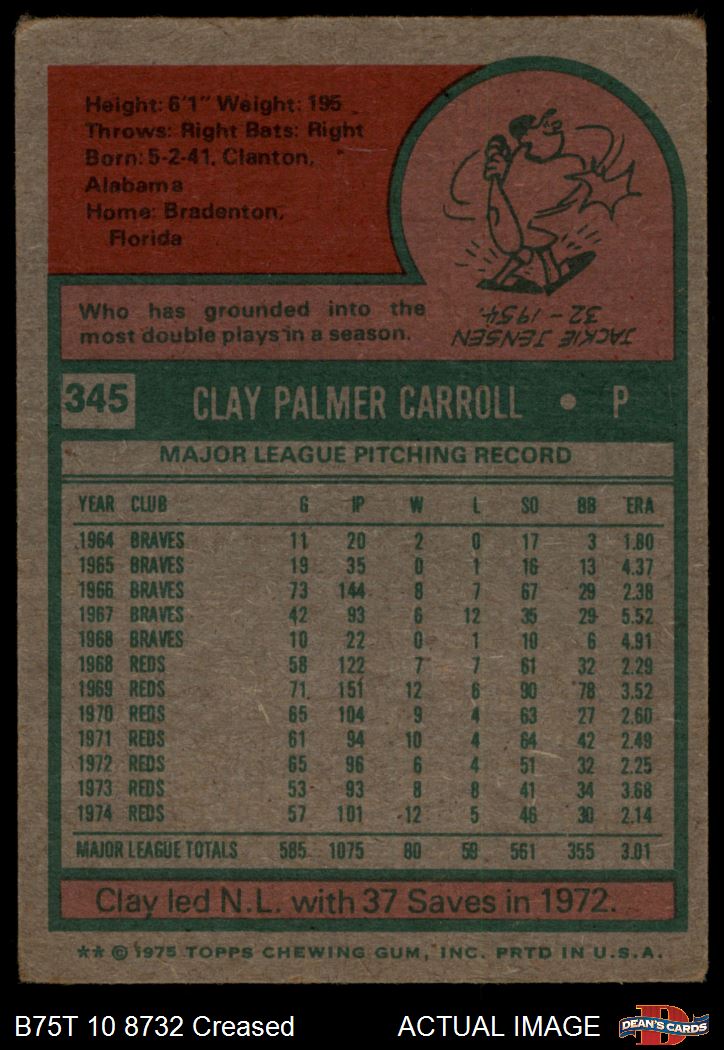 Height: 6'1" Weight: 195
Throws: Right Bats: Right
Born: 5-2-41, Clanton,
Alabama
Home: Bradenton,
Florida
Who has grounded into the
most double plays in a season.
JACKIE JENSEN
32 - 1954.
345 CLAY PALMER CARROLL • P
MAJOR LEAGUE PITCHING RECORD
YEAR CLUB G IP W L SO BB ERA
1964 BRAVES 11 20 2 0 17 3 1.80
1965 BRAVES 19 35 0 1 16 13 4.37
1966 BRAVES 73 144 8 7 67 29 2.38
1967 BRAVES 42 93 6 12 35 29 5.52
1968 BRAVES 10 22 0 1 10 6 4.91
1968 REDS 58 122 7 7 61 32 2.29
1969 REDS 71 151 12 6 90 78 3.52
1970 REDS 65 104 9 4 63 27 2.60
1971 REDS 61 94 10 4 64 42 2.49
1972 REDS 65 96 6 4 51 32 2.25
1973 REDS 53 93 8 8 41 34 3.68
1974 REDS 57 101 12 5 46 30 2.14
MAJOR LEAGUE TOTALS 585 1075 80 59 561 355 3.01
Clay led N.L. with 37 Saves in 1972.
** © 1975 TOPPS CHEWING GUM, INC. PRTD IN U.S.A.
B75T 10 8732 Creased ACTUAL IMAGE
D
DEAN'S CARDS